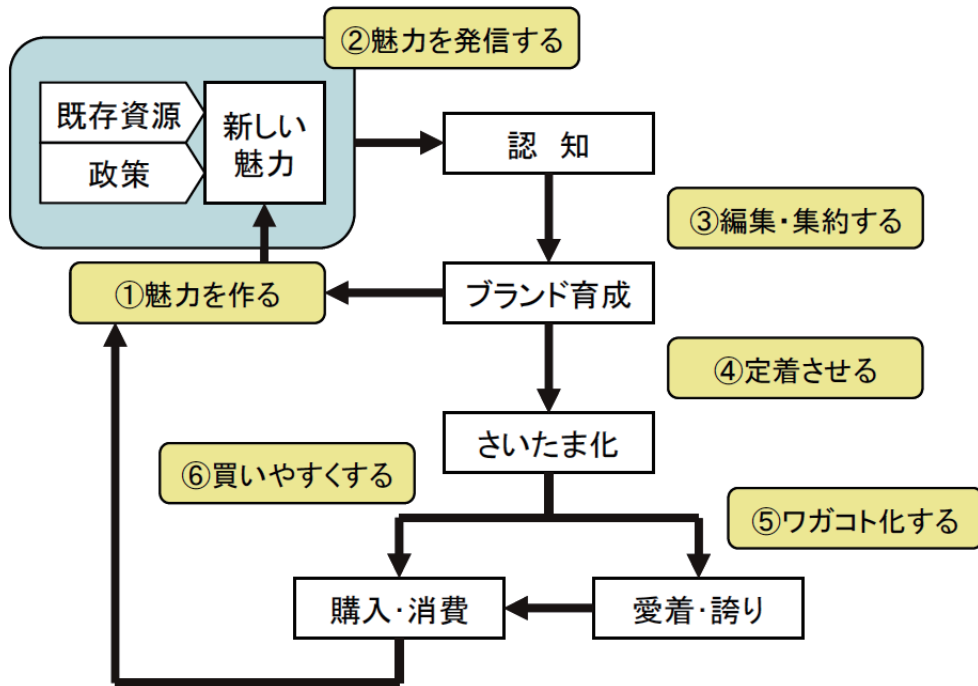 ②魅力を発信する
既存資源
政策
新しい
魅力
認　知
③編集・集約する
①魅力を作る
ブランド育成
④定着させる
さいたま化
⑥買いやすくする
⑤ワガコト化する
購入・消費
愛着・誇り